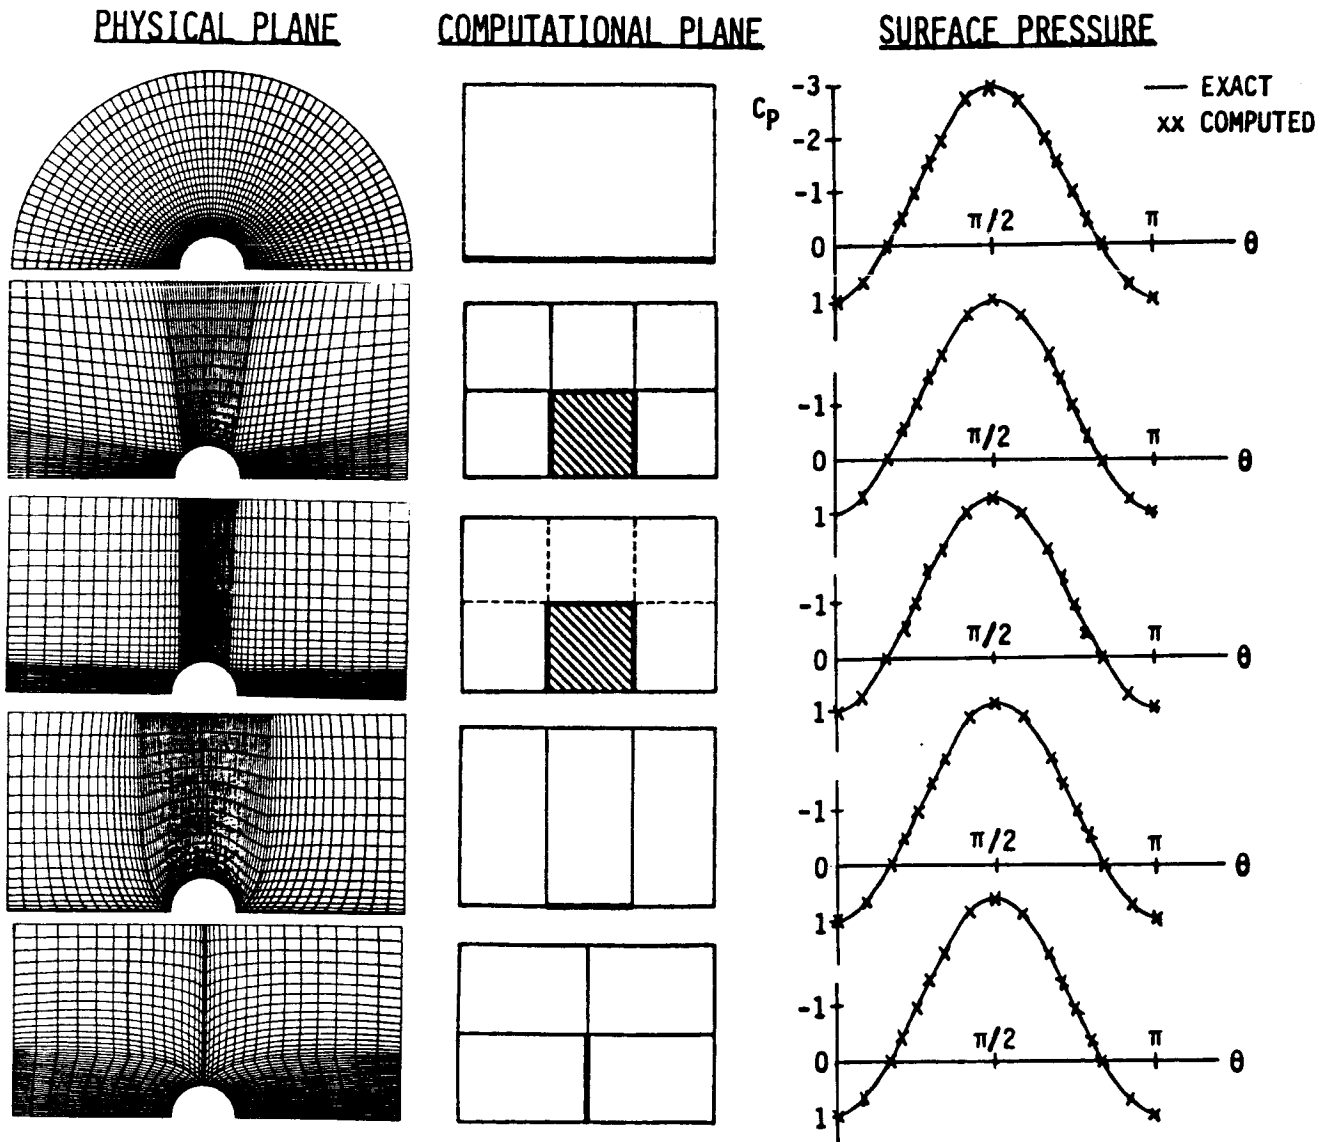 PHYSICAL PLANE COMPUTATIONAL PLANE SURFACE PRESSURE
Cp -3 — EXACT
xx COMPUTED
-2
-1
π/2 π
0 θ
1
-1
π/2 π
0 θ
1
-1
π/2 π
0 θ
1
-1
π/2 π
0 θ
1
-1
π/2 π
0 θ
1